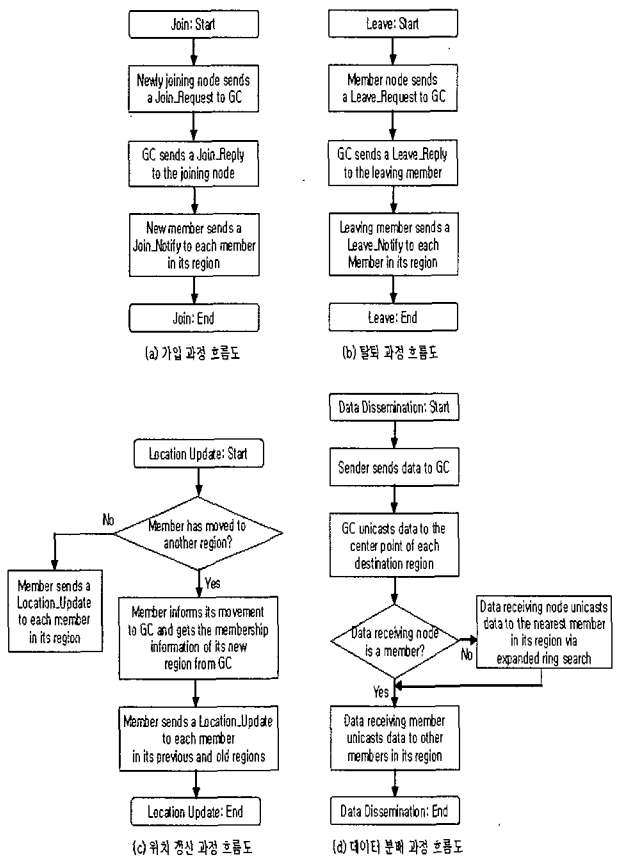 Join: Start
Newly joining node sends
a Join_Request to GC
GC sends a Join_Reply
to the joining node
New member sends a
Join_Notify to each member
in its region
Join: End
(a) 가입 과정 흐름도
Leave: Start
Member node sends
a Leave_Request to GC
GC sends a Leave_Reply
to the leaving member
Leaving member sends a
Leave_Notify to each
Member in its region
Leave: End
(b) 탈퇴 과정 흐름도
Location Update: Start
Member has moved to
another region?
No
Member sends a
Location_Update
to each member
in its region
Yes
Member informs its movement
to GC and gets the membership
information of its new
region from GC
Member sends a Location_Update
to each member
in its previous and old regions
Location Update: End
(c) 위치 갱신 과정 흐름도
Data Dissemination: Start
Sender sends data to GC
GC unicasts data to the
center point of each
destination region
Data receiving node
is a member?
No
Data receiving node unicasts
data to the nearest member
in its region via
expanded ring search
Yes
Data receiving member
unicasts data to other
members in its region
Data Dissemination: End
(d) 데이터 분배 과정 흐름도